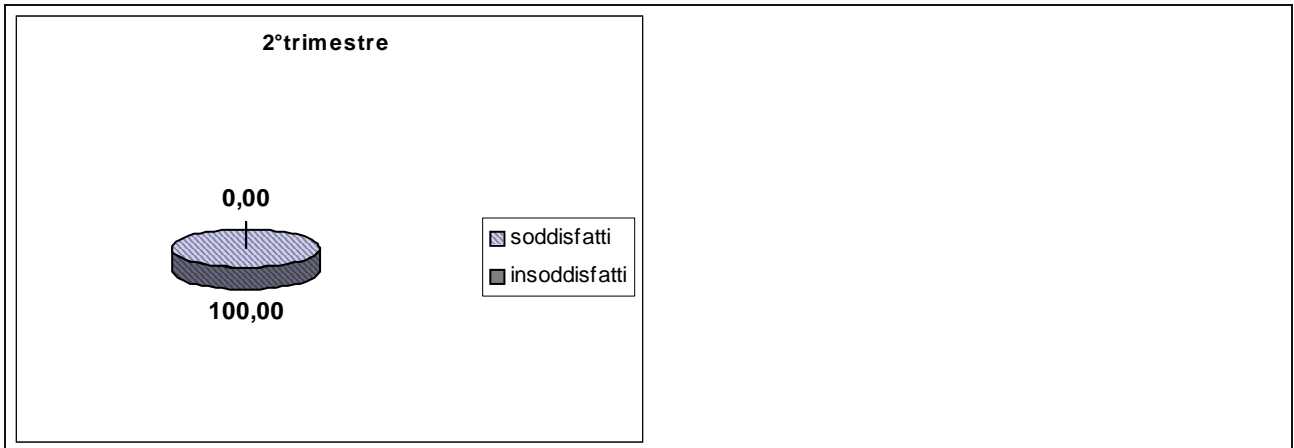 2°trimestre
0,00
soddisfatti
insoddisfatti
100,00